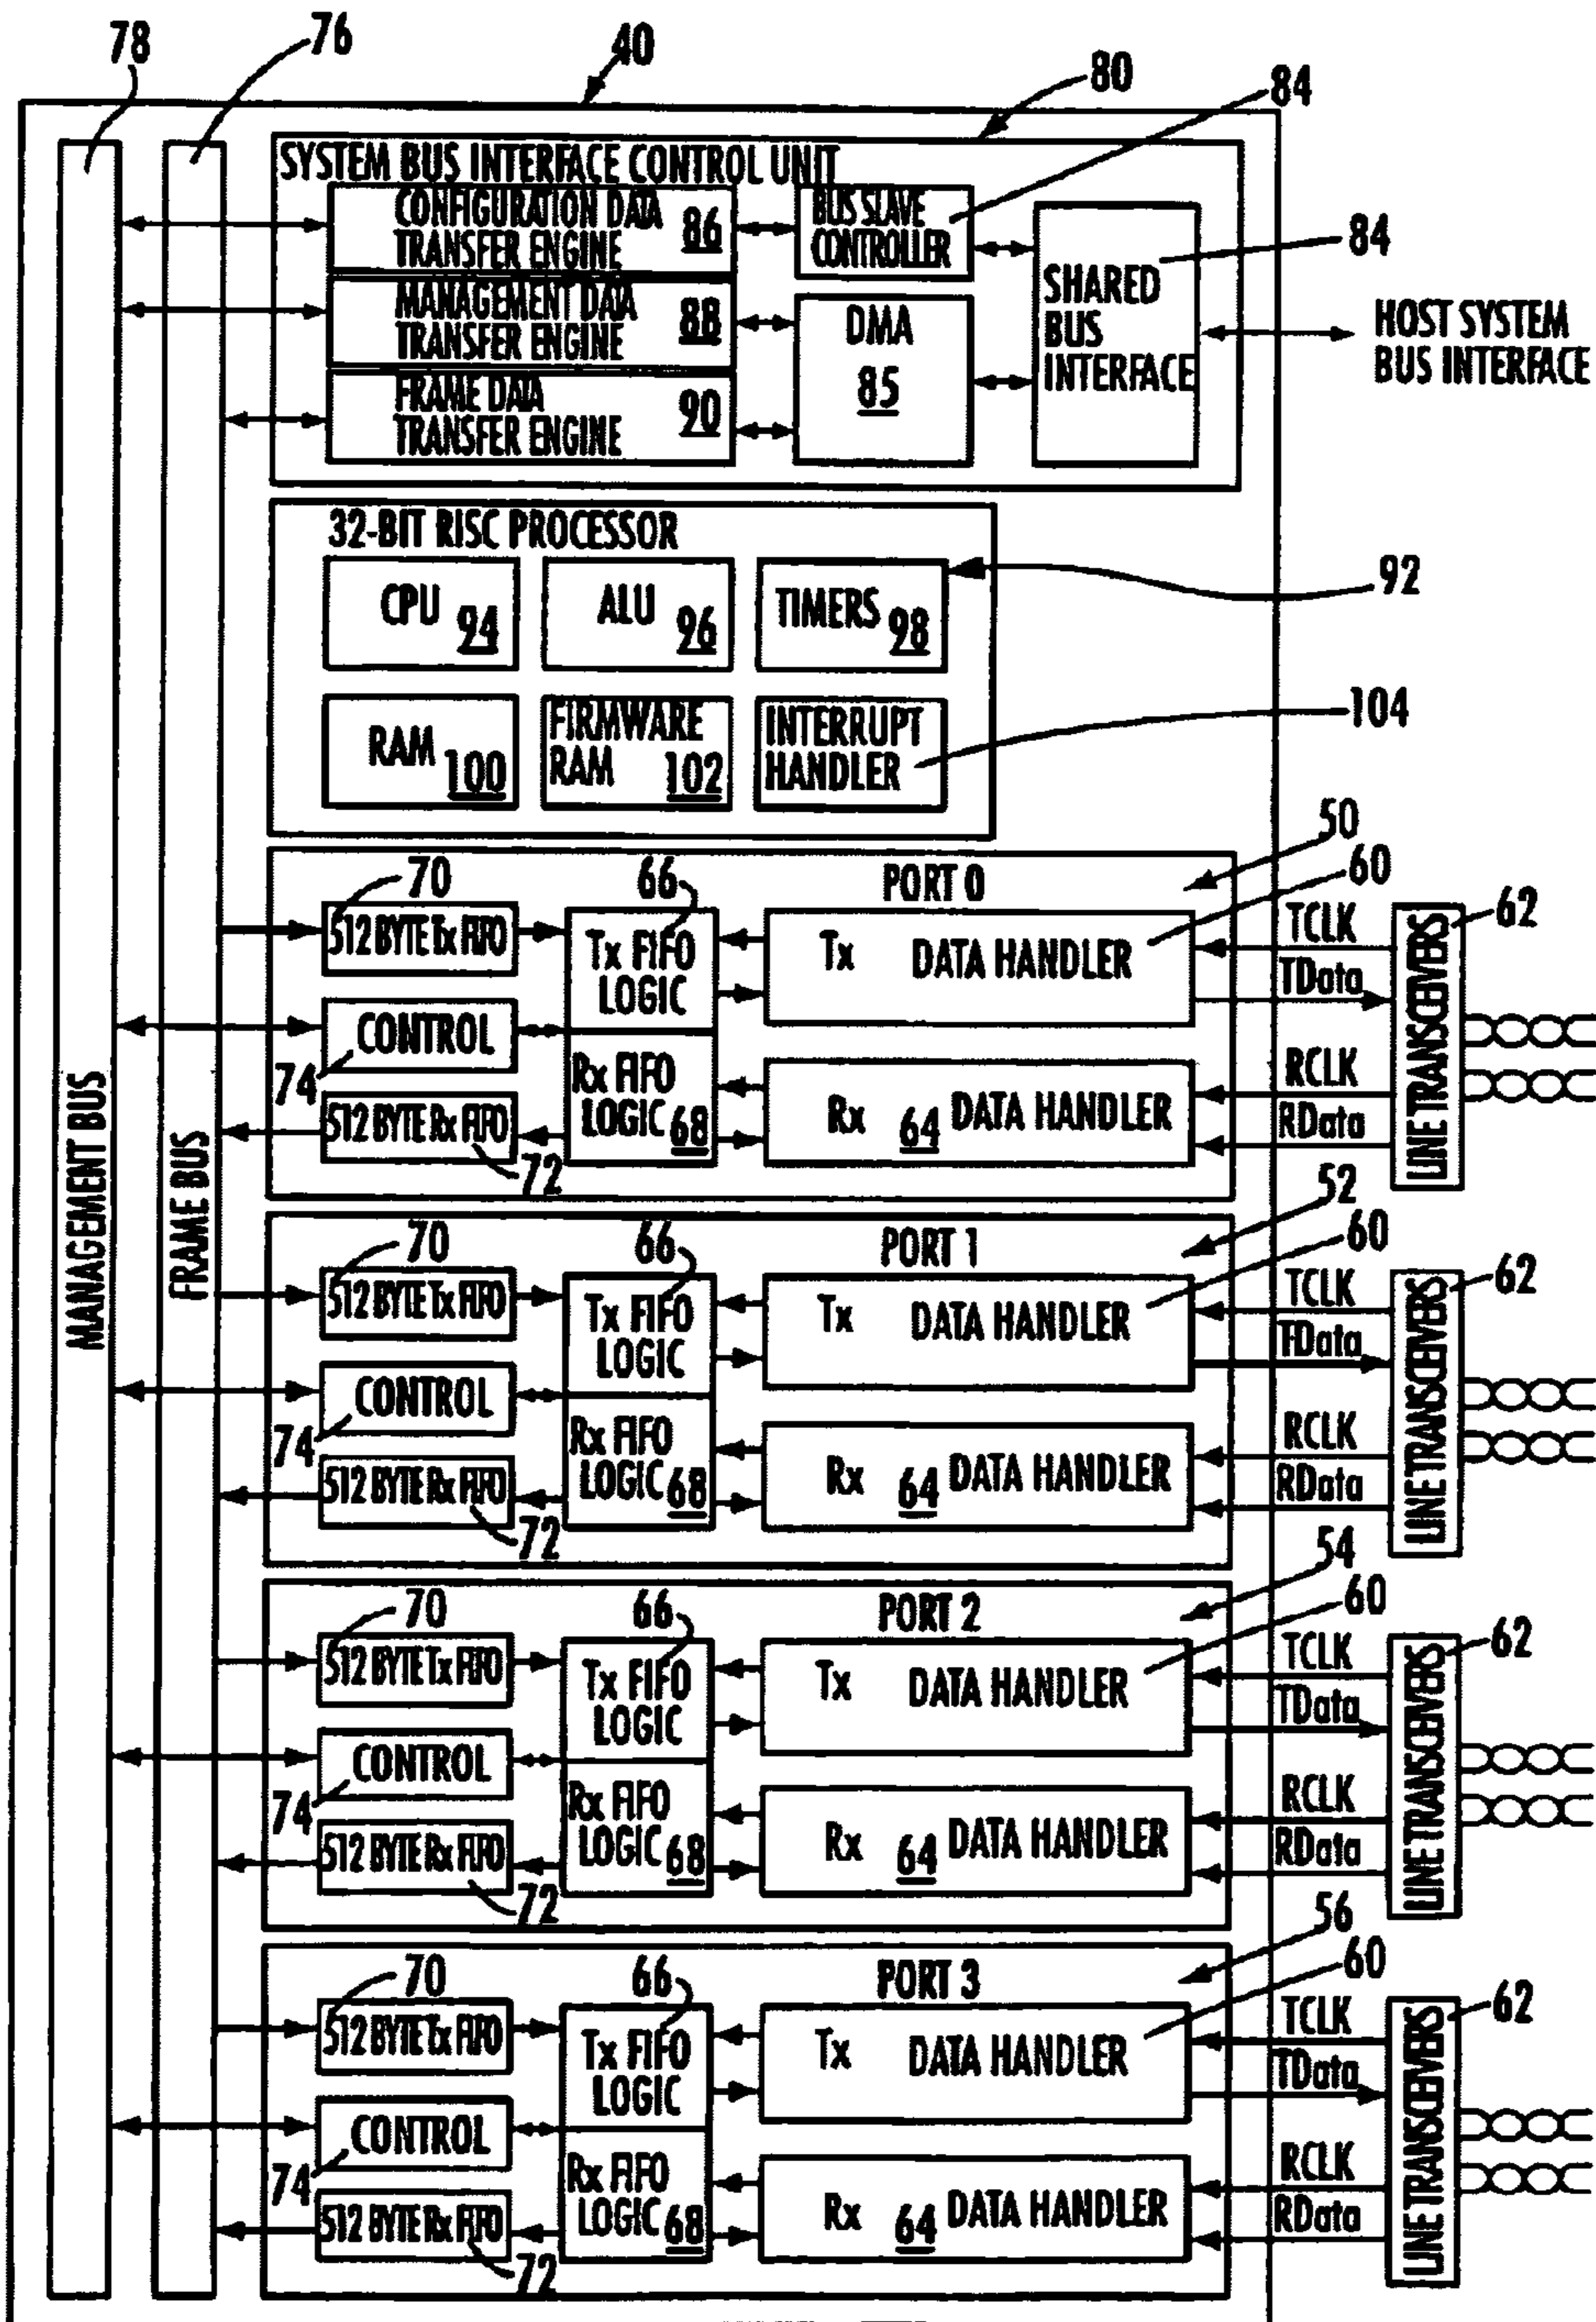 78
76
40
80
84
SYSTEM BUS INTERFACE CONTROL UNIT
CONFIGURATION DATA
TRANSFER ENGINE
86
BUS SLAVE
CONTROLLER
84
MANAGEMENT DATA
TRANSFER ENGINE
88
DMA
85
SHARED
BUS
INTERFACE
HOST SYSTEM
BUS INTERFACE
FRAME DATA
TRANSFER ENGINE
90
32-BIT RISC PROCESSOR
92
CPU 94
ALU 96
TIMERS 98
RAM 100
FIRMWARE
RAM 102
INTERRUPT
HANDLER
104
MANAGEMENT BUS
FRAME BUS
PORT 0
50
70
66
60
62
512 BYTE Tx FIFO
Tx FIFO
LOGIC
Tx DATA HANDLER
TCLK
TData
LINE TRANSCEIVERS
CONTROL
74
Rx FIFO
LOGIC 68
Rx 64 DATA HANDLER
RCLK
RData
512 BYTE Rx FIFO
72
PORT 1
52
70
66
60
62
512 BYTE Tx FIFO
Tx FIFO
LOGIC
Tx DATA HANDLER
TCLK
TData
LINE TRANSCEIVERS
CONTROL
74
Rx FIFO
LOGIC 68
Rx 64 DATA HANDLER
RCLK
RData
512 BYTE Rx FIFO
72
PORT 2
54
70
66
60
62
512 BYTE Tx FIFO
Tx FIFO
LOGIC
Tx DATA HANDLER
TCLK
TData
LINE TRANSCEIVERS
CONTROL
74
Rx FIFO
LOGIC 68
Rx 64 DATA HANDLER
RCLK
RData
512 BYTE Rx FIFO
72
PORT 3
56
70
66
60
62
512 BYTE Tx FIFO
Tx FIFO
LOGIC
Tx DATA HANDLER
TCLK
TData
LINE TRANSCEIVERS
CONTROL
74
Rx FIFO
LOGIC 68
Rx 64 DATA HANDLER
RCLK
RData
512 BYTE Rx FIFO
72